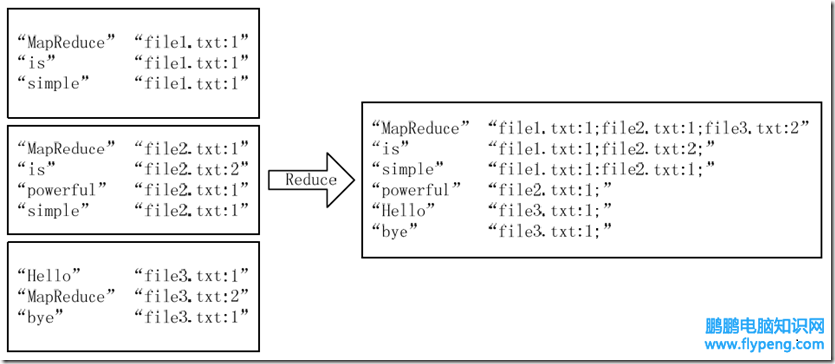 “MapReduce” “file1.txt:1”
“is” “file1.txt:1”
“simple” “file1.txt:1”
“MapReduce” “file2.txt:1”
“is” “file2.txt:2”
“powerful” “file2.txt:1”
“simple” “file2.txt:1”
“Hello” “file3.txt:1”
“MapReduce” “file3.txt:2”
“bye” “file3.txt:1”
Reduce
“MapReduce” “file1.txt:1;file2.txt:1;file3.txt:2”
“is” “file1.txt:1;file2.txt:2;”
“simple” “file1.txt:1:file2.txt:1;”
“powerful” “file2.txt:1;”
“Hello” “file3.txt:1;”
“bye” “file3.txt:1;”
鹏鹏电脑知识网
www.flypeng.com